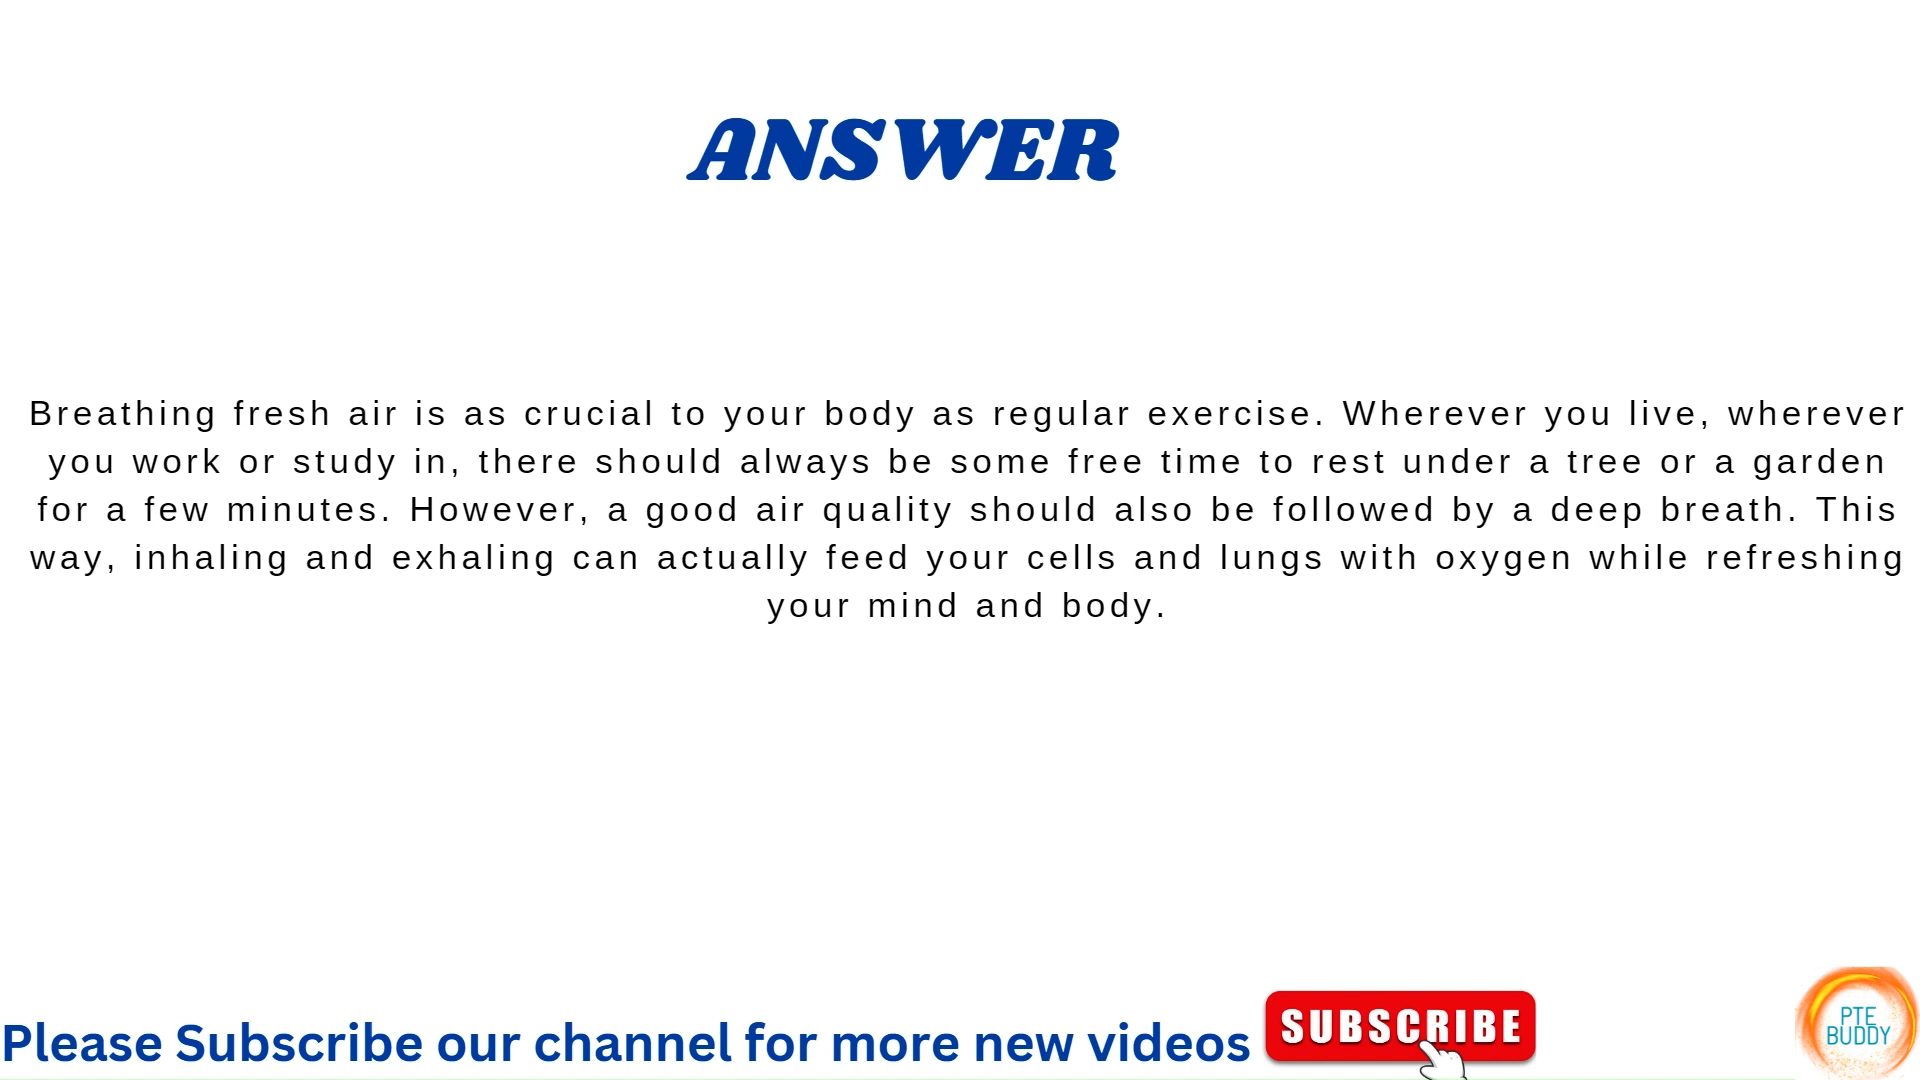 ANSWER
Breathing fresh air is as crucial to your body as regular exercise. Wherever you live, wherever
you work or study in, there should always be some free time to rest under a tree or a garden
for a few minutes. However, a good air quality should also be followed by a deep breath. This
way, inhaling and exhaling can actually feed your cells and lungs with oxygen while refreshing
your mind and body.
Please Subscribe our channel for more new videos
SUBSCRIBE
PTE
BUDDY